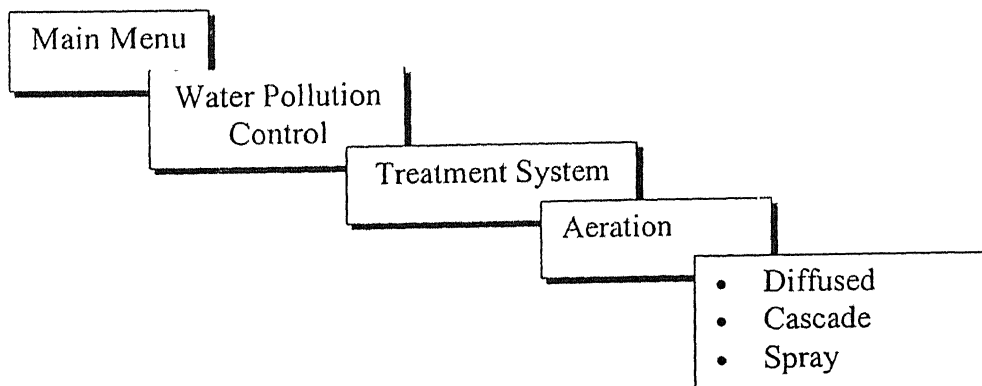 Main Menu
Water Pollution
Control
Treatment System
Aeration
• Diffused
• Cascade
• Spray